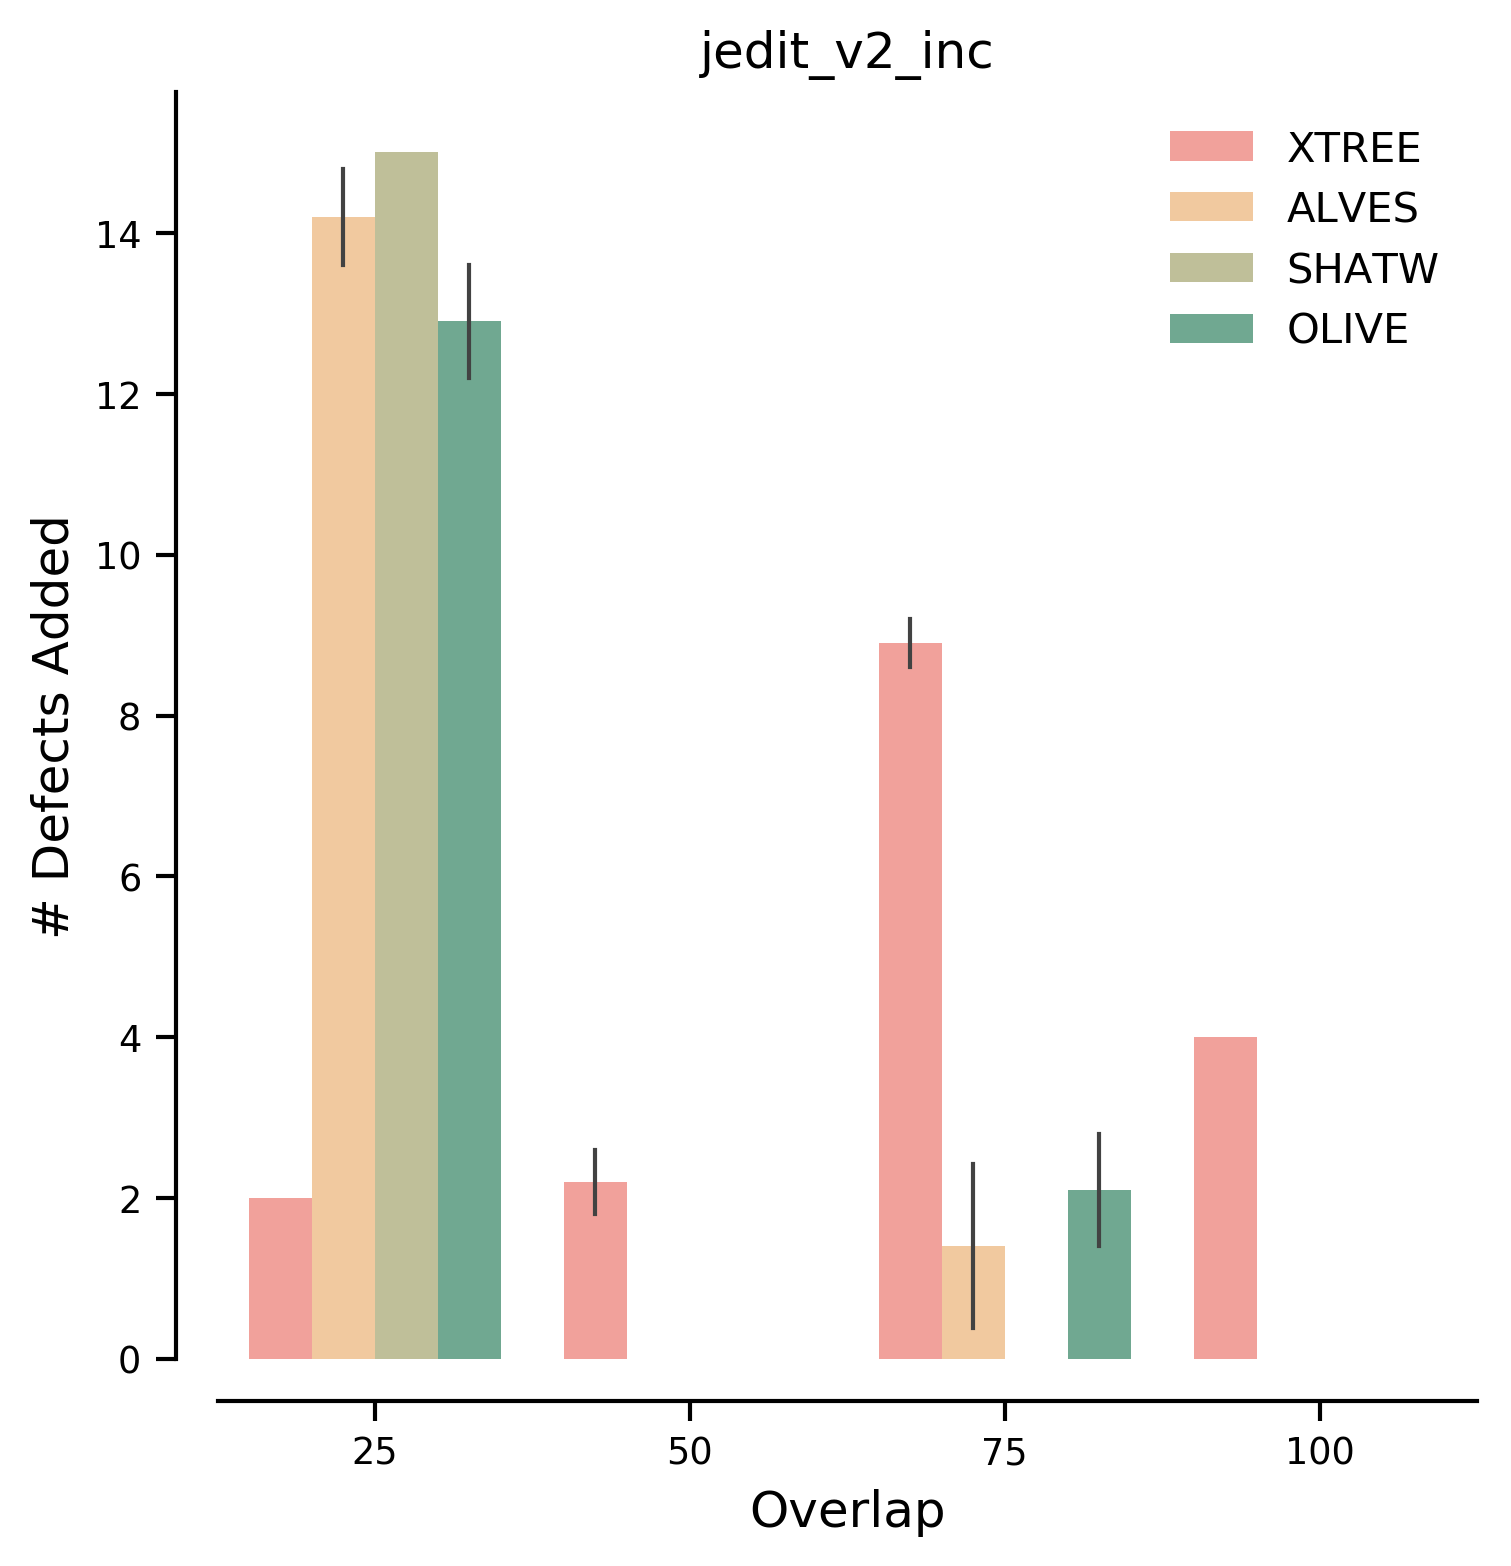 jedit_v2_inc
XTREE
ALVES
SHATW
OLIVE
# Defects Added
14
12
10
8
6
4
2
0
25 50 75 100
Overlap